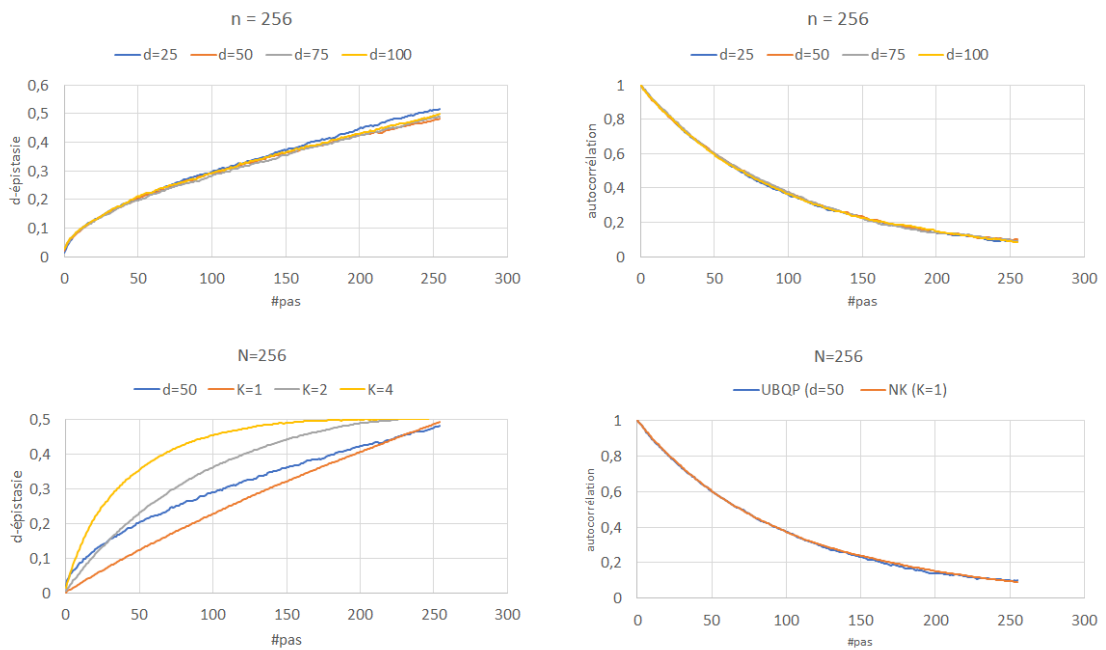 n = 256
d=25 d=50 d=75 d=100
0,6
0,5
0,4
0,3
0,2
0,1
0
d-épistasie
0 50 100 150 200 250 300
#pas
n = 256
d=25 d=50 d=75 d=100
1
0,8
0,6
0,4
0,2
0
autocorrélation
0 50 100 150 200 250 300
#pas
N=256
d=50 K=1 K=2 K=4
0,5
0,4
0,3
0,2
0,1
0
d-épistasie
0 50 100 150 200 250 300
#pas
N=256
UBQP (d=50 NK (K=1)
1
0,8
0,6
0,4
0,2
0
autocorrélation
0 50 100 150 200 250 300
#pas